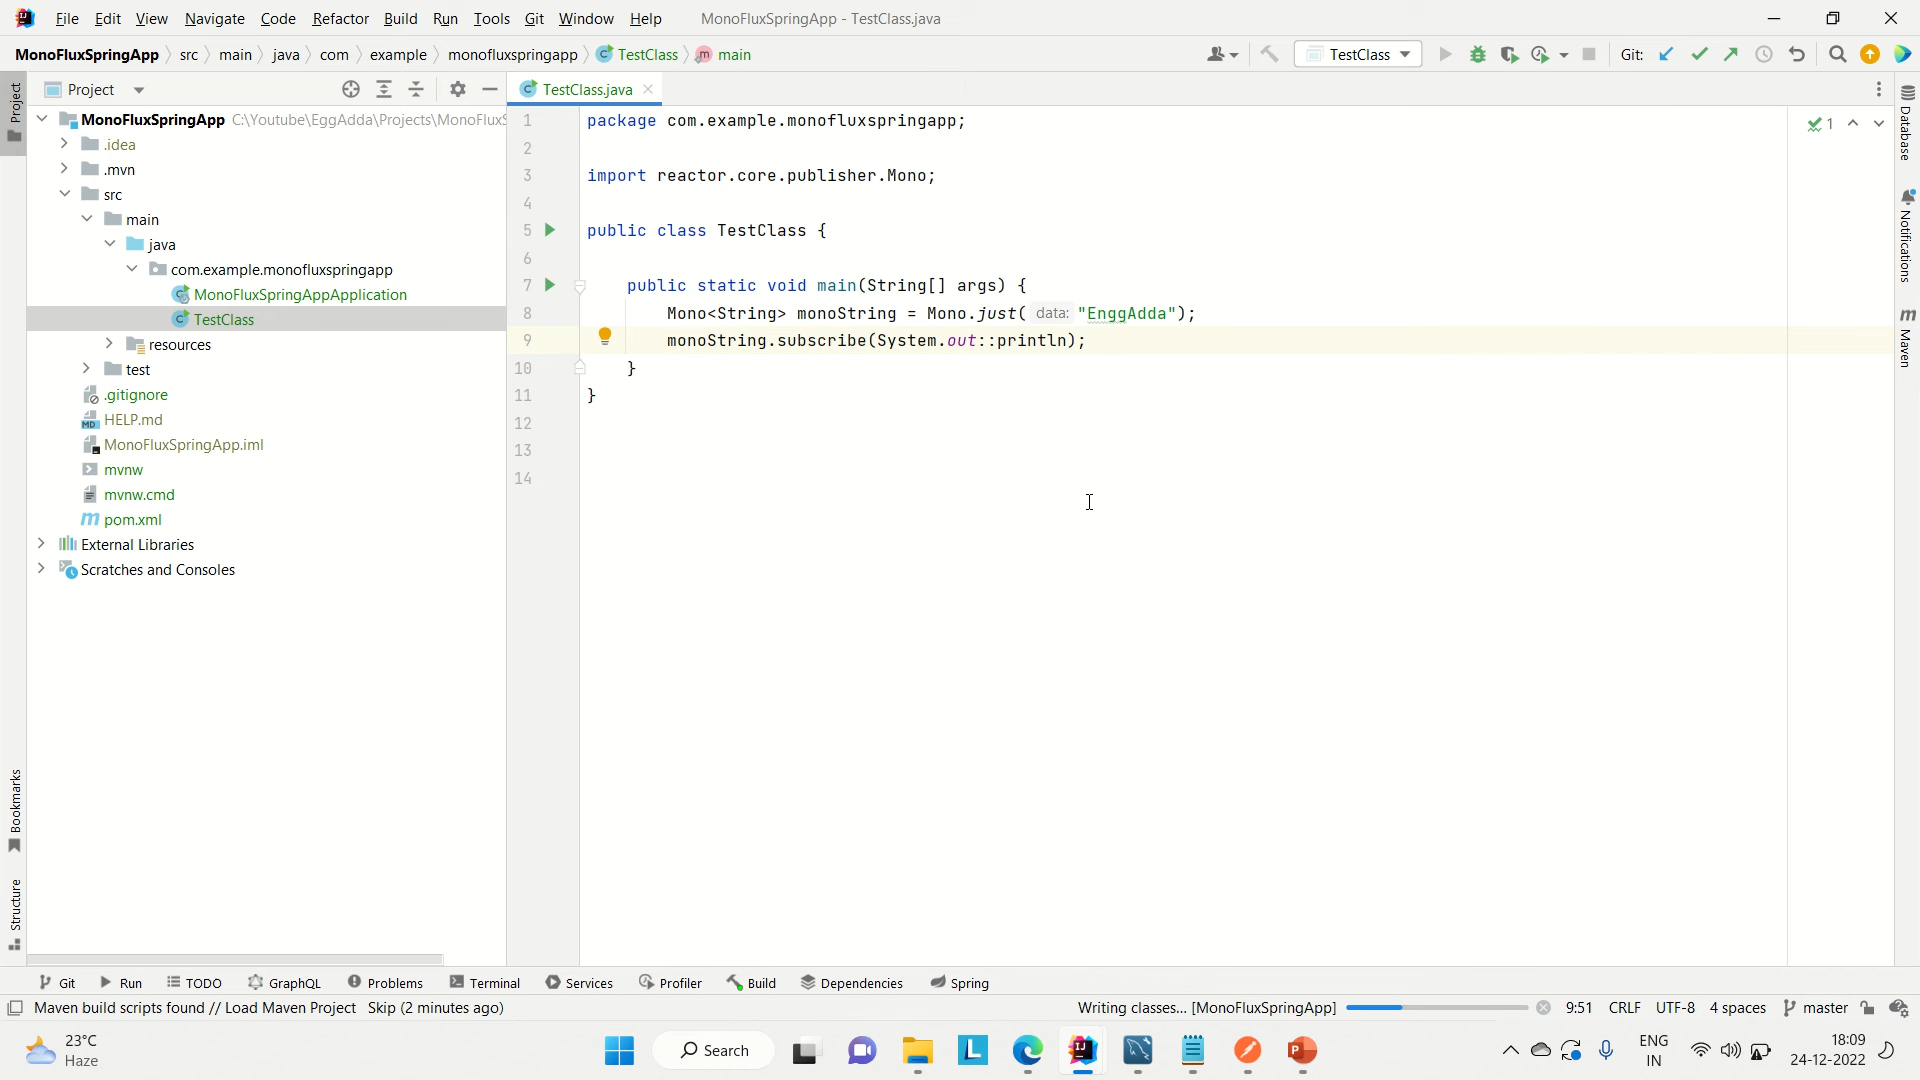 File Edit View Navigate Code Refactor Build Run Tools Git Window Help MonoFluxSpringApp - TestClass.java
MonoFluxSpringApp src main java com example monofluxspringapp TestClass main TestClass Git:
Project TestClass.java
MonoFluxSpringApp C:\Youtube\EggAdda\Projects\MonoFluxS
.idea
.mvn
src
main
java
com.example.monofluxspringapp
MonoFluxSpringAppApplication
TestClass
resources
test
.gitignore
HELP.md
MonoFluxSpringApp.iml
mvnw
mvnw.cmd
pom.xml
External Libraries
Scratches and Consoles
1 package com.example.monofluxspringapp;
2
3 import reactor.core.publisher.Mono;
4
5 public class TestClass {
6
7 public static void main(String[] args) {
8 Mono<String> monoString = Mono.just( data: "EnggAdda");
9 monoString.subscribe(System.out::println);
10 }
11 }
12
13
14
1
Project
Bookmarks
Structure
Database
Notifications
Maven
Git Run TODO GraphQL Problems Terminal Services Profiler Build Dependencies Spring
Maven build scripts found // Load Maven Project Skip (2 minutes ago) Writing classes... [MonoFluxSpringApp] 9:51 CRLF UTF-8 4 spaces master
23°C
Haze
Search
ENG
IN
18:09
24-12-2022